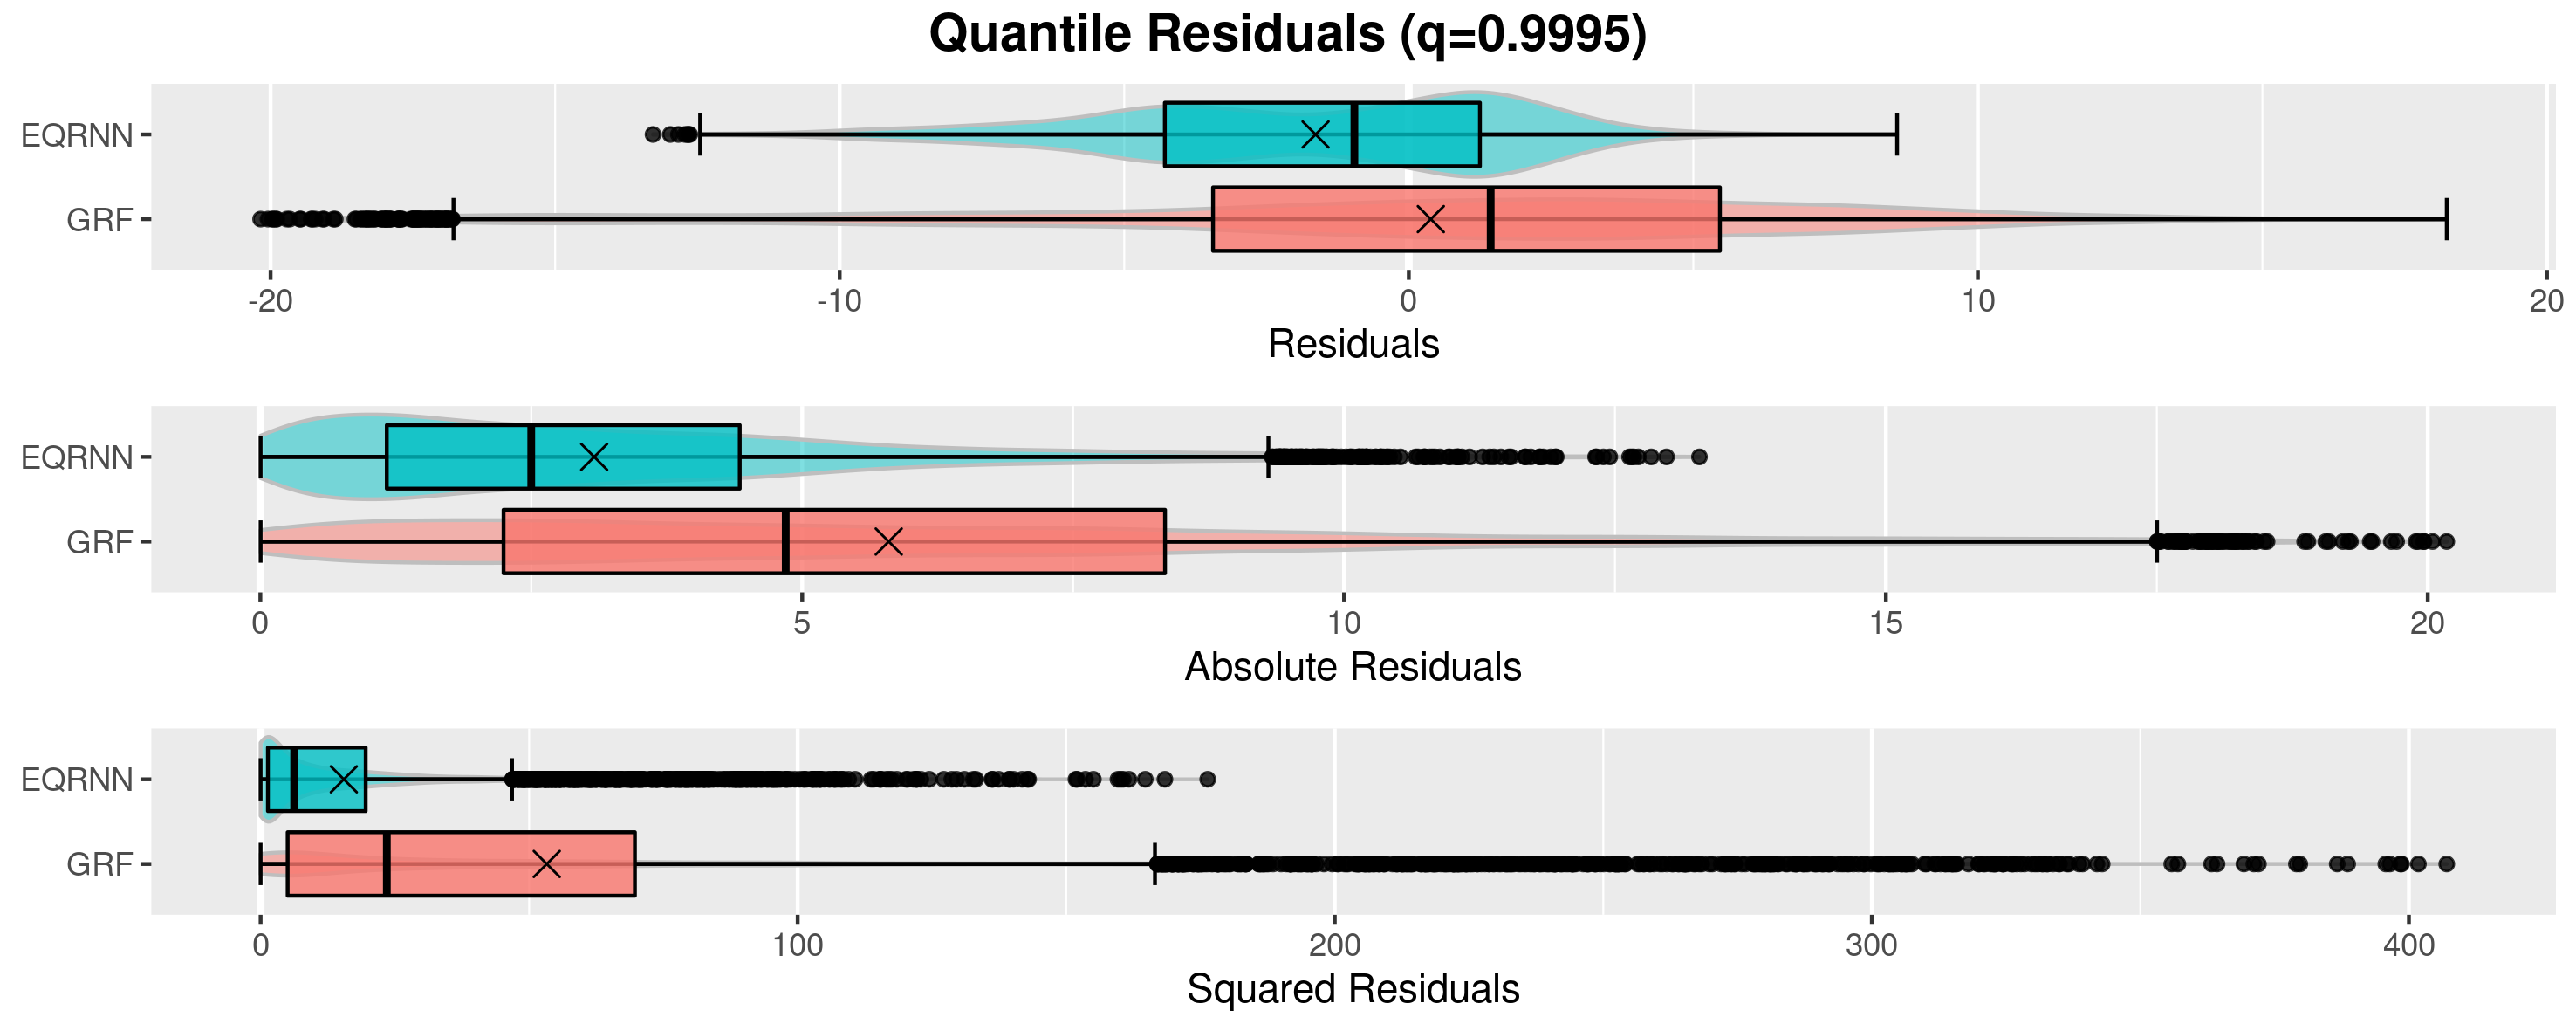 Quantile Residuals (q=0.9995)
EQRNN
GRF
-20 -10 0 10 20
Residuals
EQRNN
GRF
0 5 10 15 20
Absolute Residuals
EQRNN
GRF
0 100 200 300 400
Squared Residuals